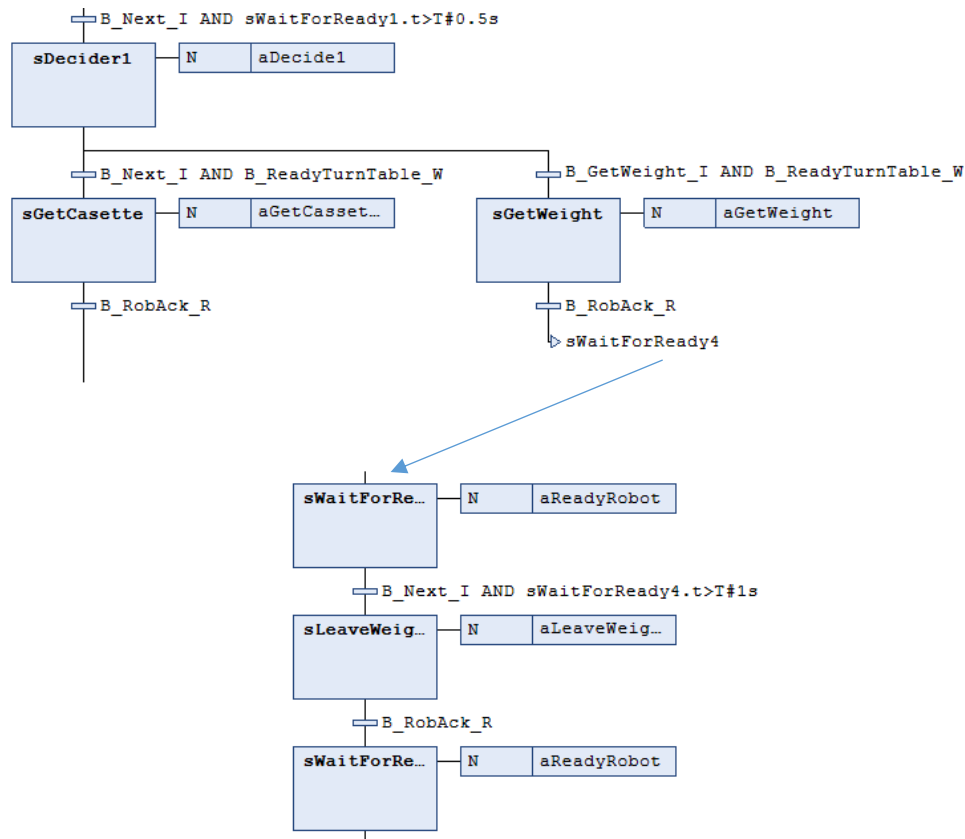 B_Next_I AND sWaitForReady1.t>T#0.5s
sDecider1 N aDecide1
B_Next_I AND B_ReadyTurnTable_W B_GetWeight_I AND B_ReadyTurnTable_W
sGetCasette N aGetCasset… sGetWeight N aGetWeight
B_RobAck_R B_RobAck_R
sWaitForReady4
sWaitForRe… N aReadyRobot
B_Next_I AND sWaitForReady4.t>T#1s
sLeaveWeig… N aLeaveWeig…
B_RobAck_R
sWaitForRe… N aReadyRobot